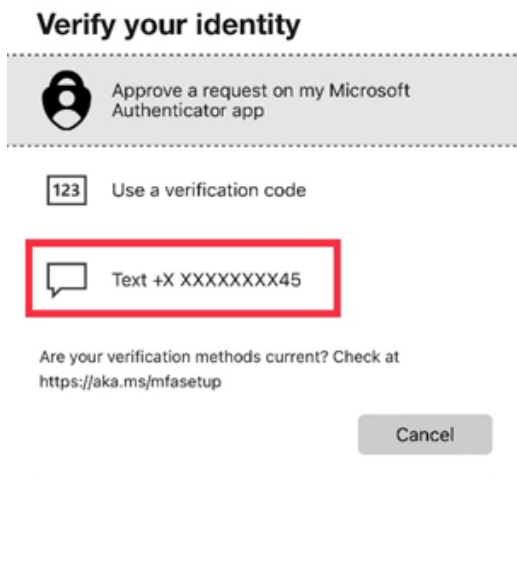 Verify your identity
Approve a request on my Microsoft
Authenticator app
123
Use a verification code
Text +X XXXXXXXX45
Are your verification methods current? Check at
https://aka.ms/mfasetup
Cancel